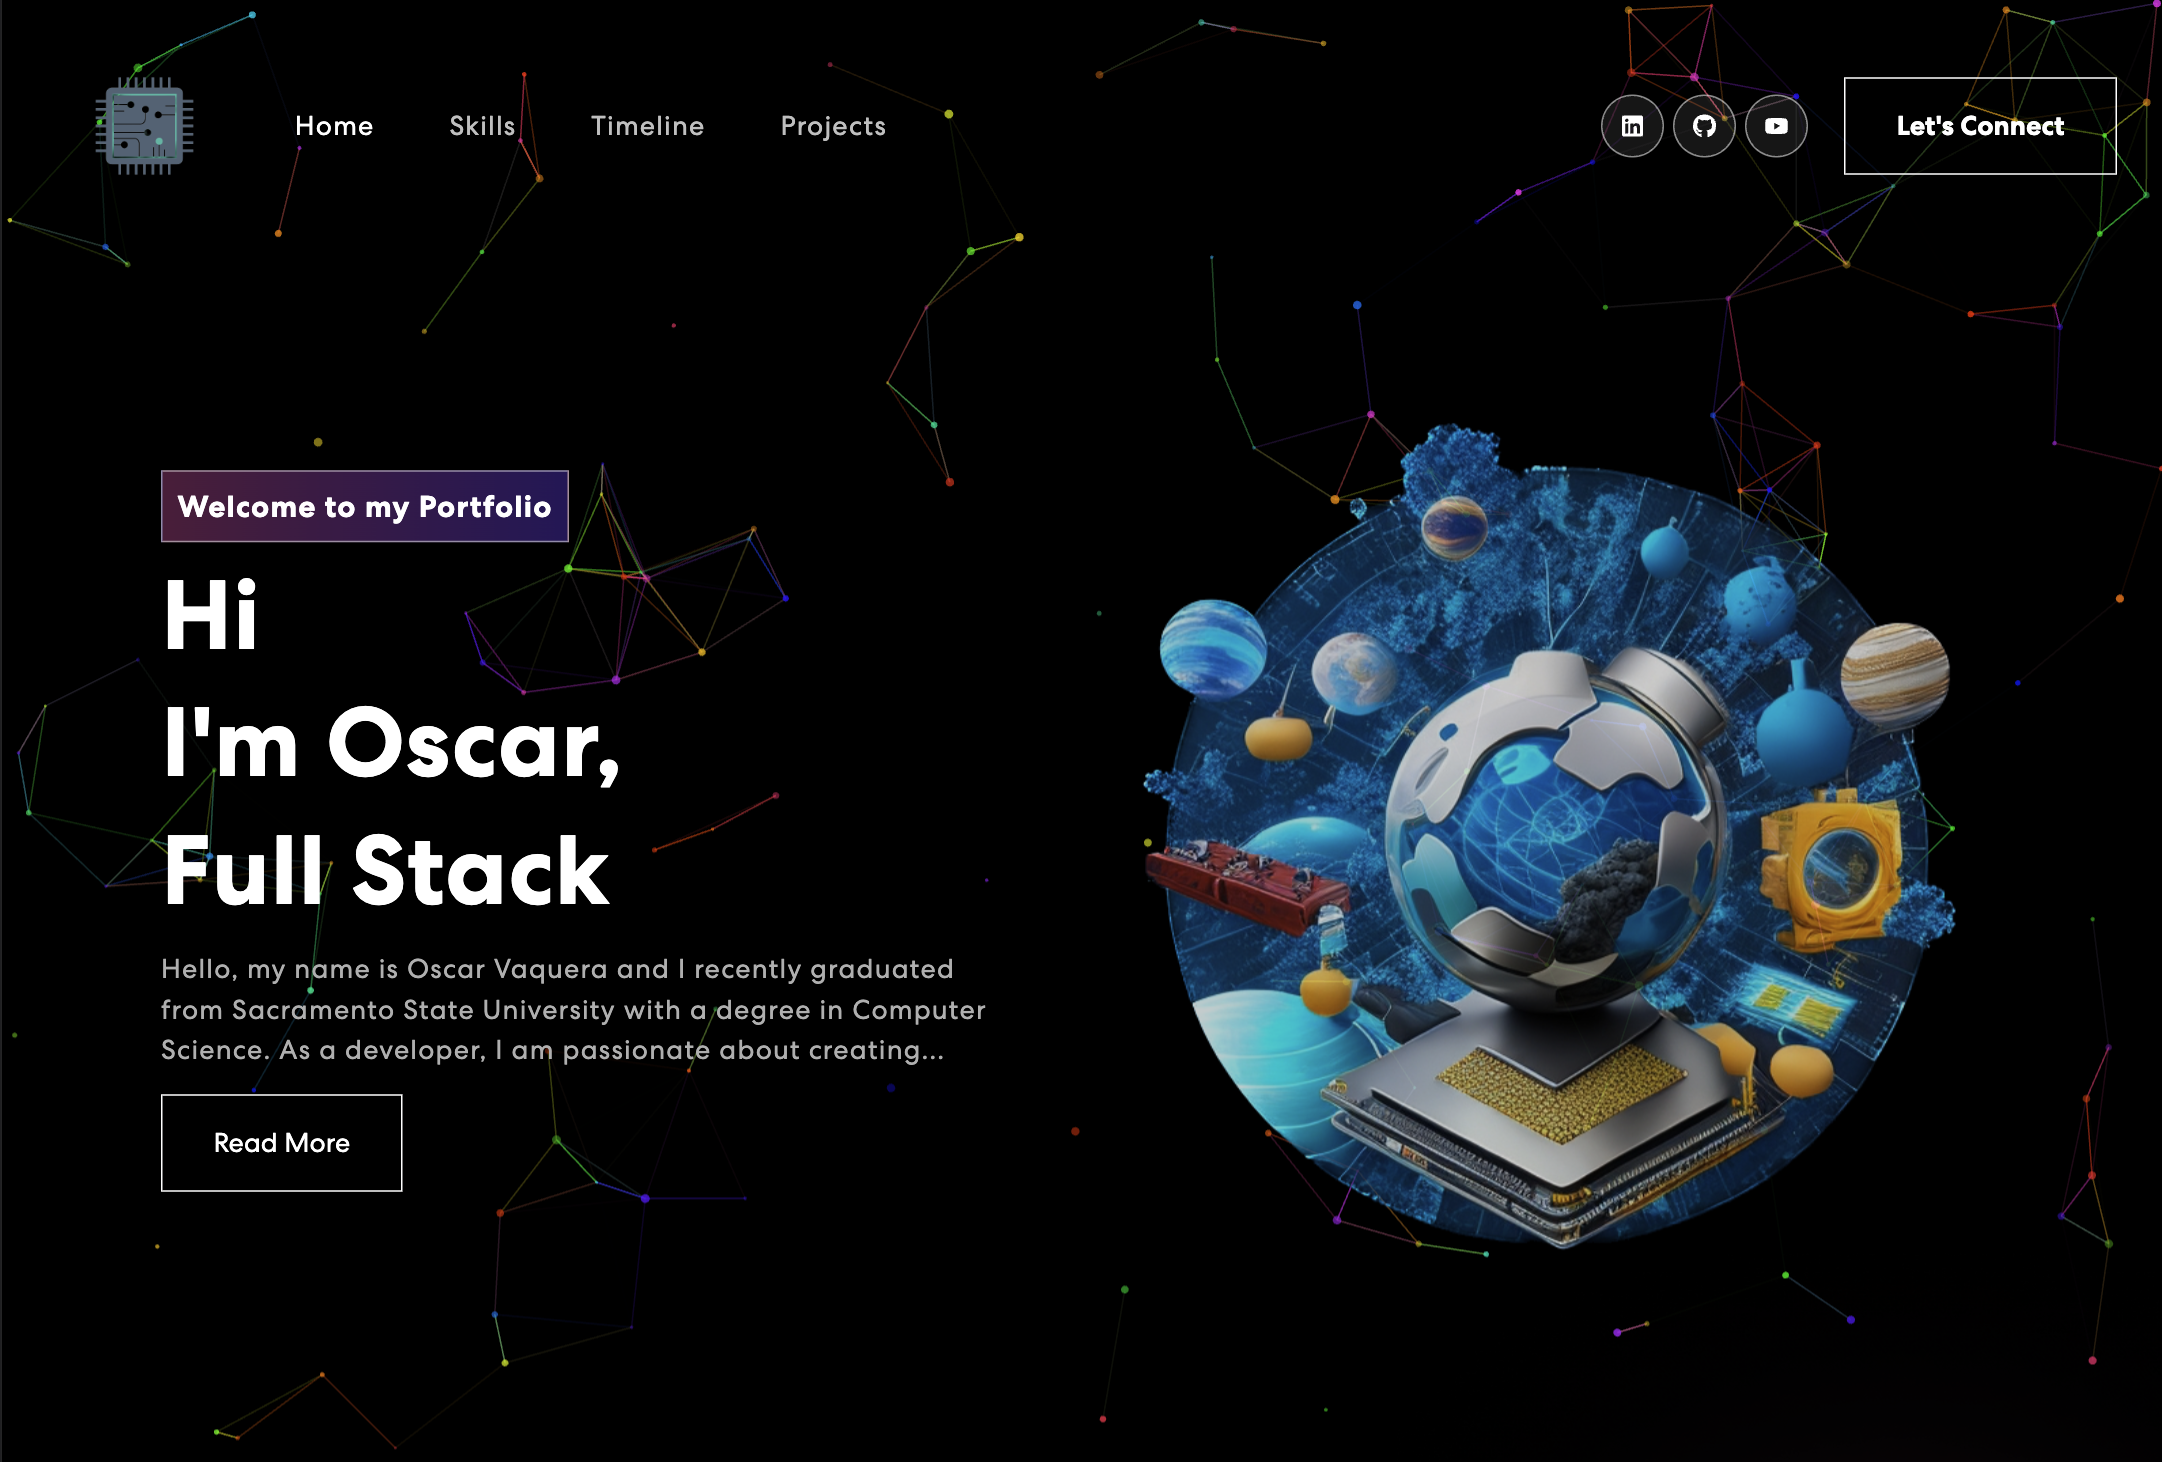 Home
Skills
Timeline
Projects
in
Let's Connect
Welcome to my Portfolio
Hi
I'm Oscar,
Full Stack
Hello, my name is Oscar Vaquera and I recently graduated
from Sacramento State University with a degree in Computer
Science. As a developer, I am passionate about creating...
Read More